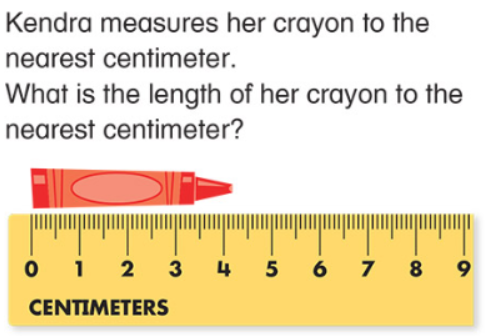 Kendra measures her crayon to the
nearest centimeter.
What is the length of her crayon to the
nearest centimeter?
0 1 2 3 4 5 6 7 8 9
CENTIMETERS